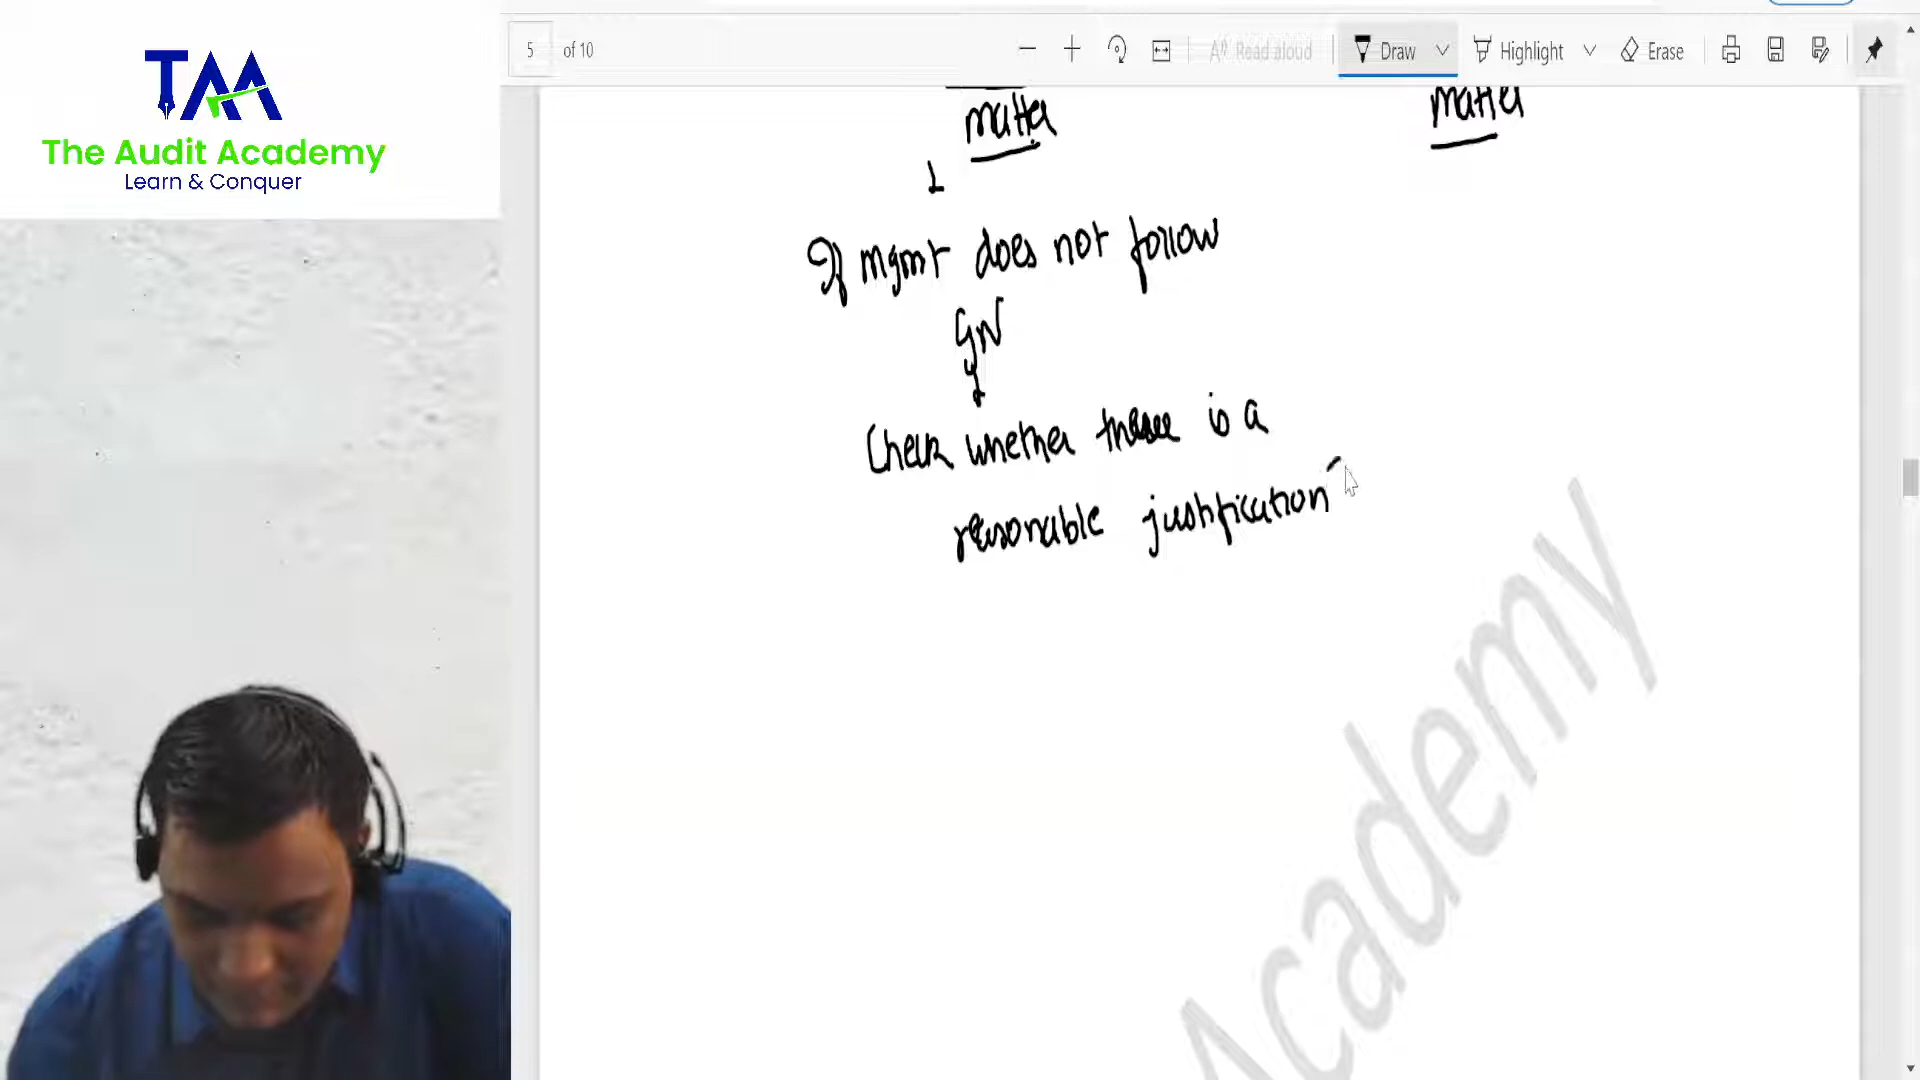 5 of 10
Read aloud
Draw
Highlight
Erase
TAA
The Audit Academy
Learn & Conquer
matter
matter
If mgmt does not follow
GN
Check whether there is a
reasonable justification
Academy